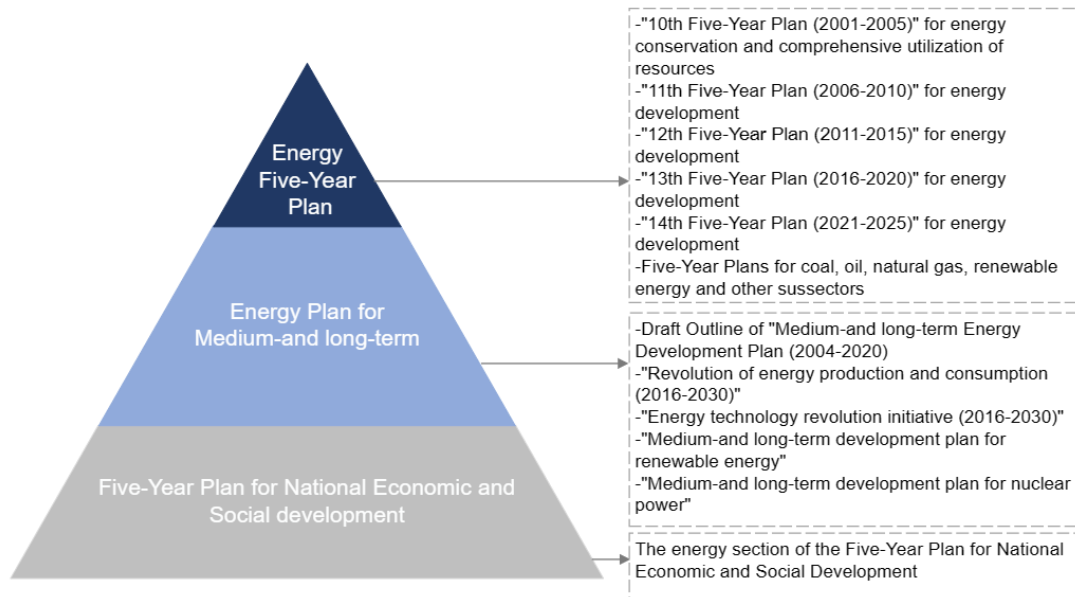 Energy
Five-Year
Plan
-"10th Five-Year Plan (2001-2005)" for energy
conservation and comprehensive utilization of
resources
-"11th Five-Year Plan (2006-2010)" for energy
development
-"12th Five-Year Plan (2011-2015)" for energy
development
-"13th Five-Year Plan (2016-2020)" for energy
development
-"14th Five-Year Plan (2021-2025)" for energy
development
-Five-Year Plans for coal, oil, natural gas, renewable
energy and other sussectors
Energy Plan for
Medium-and long-term
-Draft Outline of "Medium-and long-term Energy
Development Plan (2004-2020)
-"Revolution of energy production and consumption
(2016-2030)"
-"Energy technology revolution initiative (2016-2030)"
-"Medium-and long-term development plan for
renewable energy"
-"Medium-and long-term development plan for nuclear
power"
Five-Year Plan for National Economic and
Social development
The energy section of the Five-Year Plan for National
Economic and Social Development